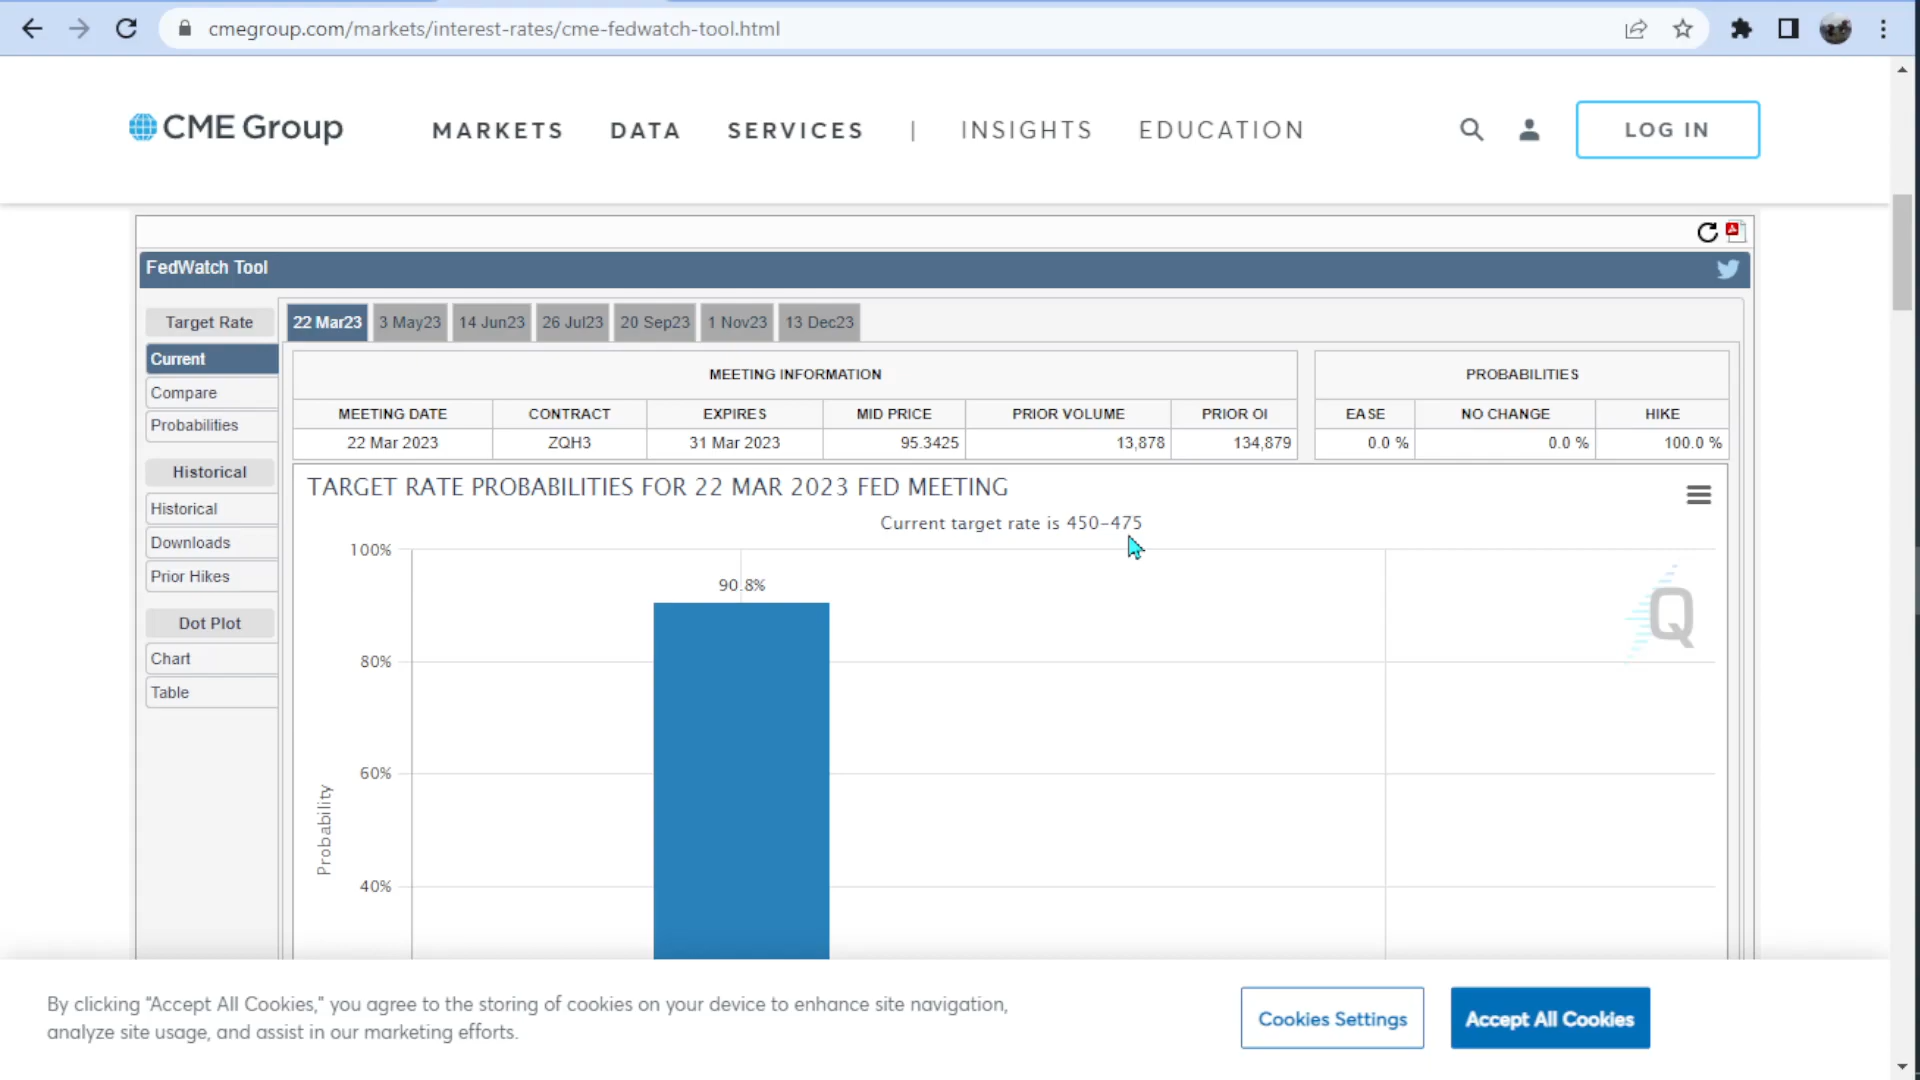 cmegroup.com/markets/interest-rates/cme-fedwatch-tool.html
CME Group MARKETS DATA SERVICES | INSIGHTS EDUCATION LOG IN
FedWatch Tool
Target Rate
Current
Compare
Probabilities
Historical
Historical
Downloads
Prior Hikes
Dot Plot
Chart
Table
22 Mar23 3 May23 14 Jun23 26 Jul23 20 Sep23 1 Nov23 13 Dec23
MEETING INFORMATION
MEETING DATE CONTRACT EXPIRES MID PRICE PRIOR VOLUME PRIOR OI
22 Mar 2023 ZQH3 31 Mar 2023 95.3425 13,878 134,879
PROBABILITIES
EASE NO CHANGE HIKE
0.0 % 0.0 % 100.0 %
TARGET RATE PROBABILITIES FOR 22 MAR 2023 FED MEETING
Current target rate is 450–475
100%
90.8%
80%
60%
40%
Probability
Q
By clicking “Accept All Cookies,” you agree to the storing of cookies on your device to enhance site navigation,
analyze site usage, and assist in our marketing efforts.
Cookies Settings
Accept All Cookies